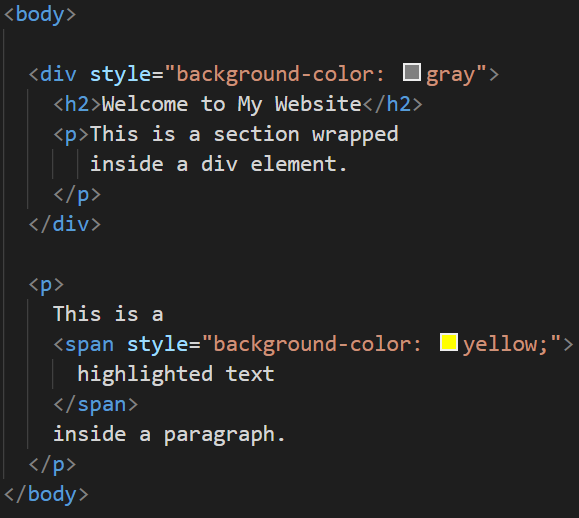 <body>
<div style="background-color: gray">
<h2>Welcome to My Website</h2>
<p>This is a section wrapped
inside a div element.
</p>
</div>
<p>
This is a
<span style="background-color: yellow;">
highlighted text
</span>
inside a paragraph.
</p>
</body>